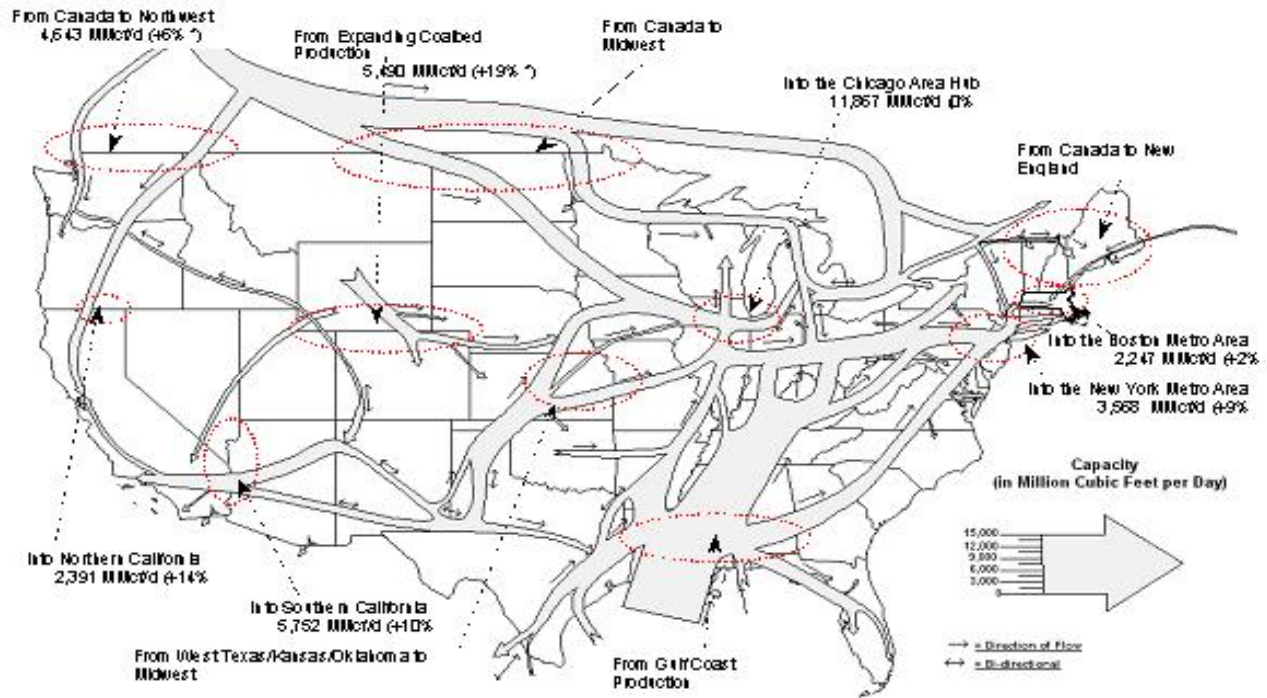 From Canada to Northwest
4,643 MMcf/d (+6% *)
From Expanding Coalbed
Production
5,490 MMcf/d (+19% *)
From Canada to
Midwest
Into the Chicago Area Hub
11,867 MMcf/d (0%
From Canada to New
England
Into the Boston Metro Area
2,247 MMcf/d (+2%
Into the New York Metro Area
3,568 MMcf/d (+9%
Capacity
(in Million Cubic Feet per Day)
15,000
12,000
9,000
6,000
3,000
0
→ = Direction of Flow
↔ = Bi-directional
Into Northern California
2,391 MMcf/d (+14%
Into Southern California
5,752 MMcf/d (+10%
From West Texas/Kansas/Oklahoma to
Midwest
From Gulf Coast
Production